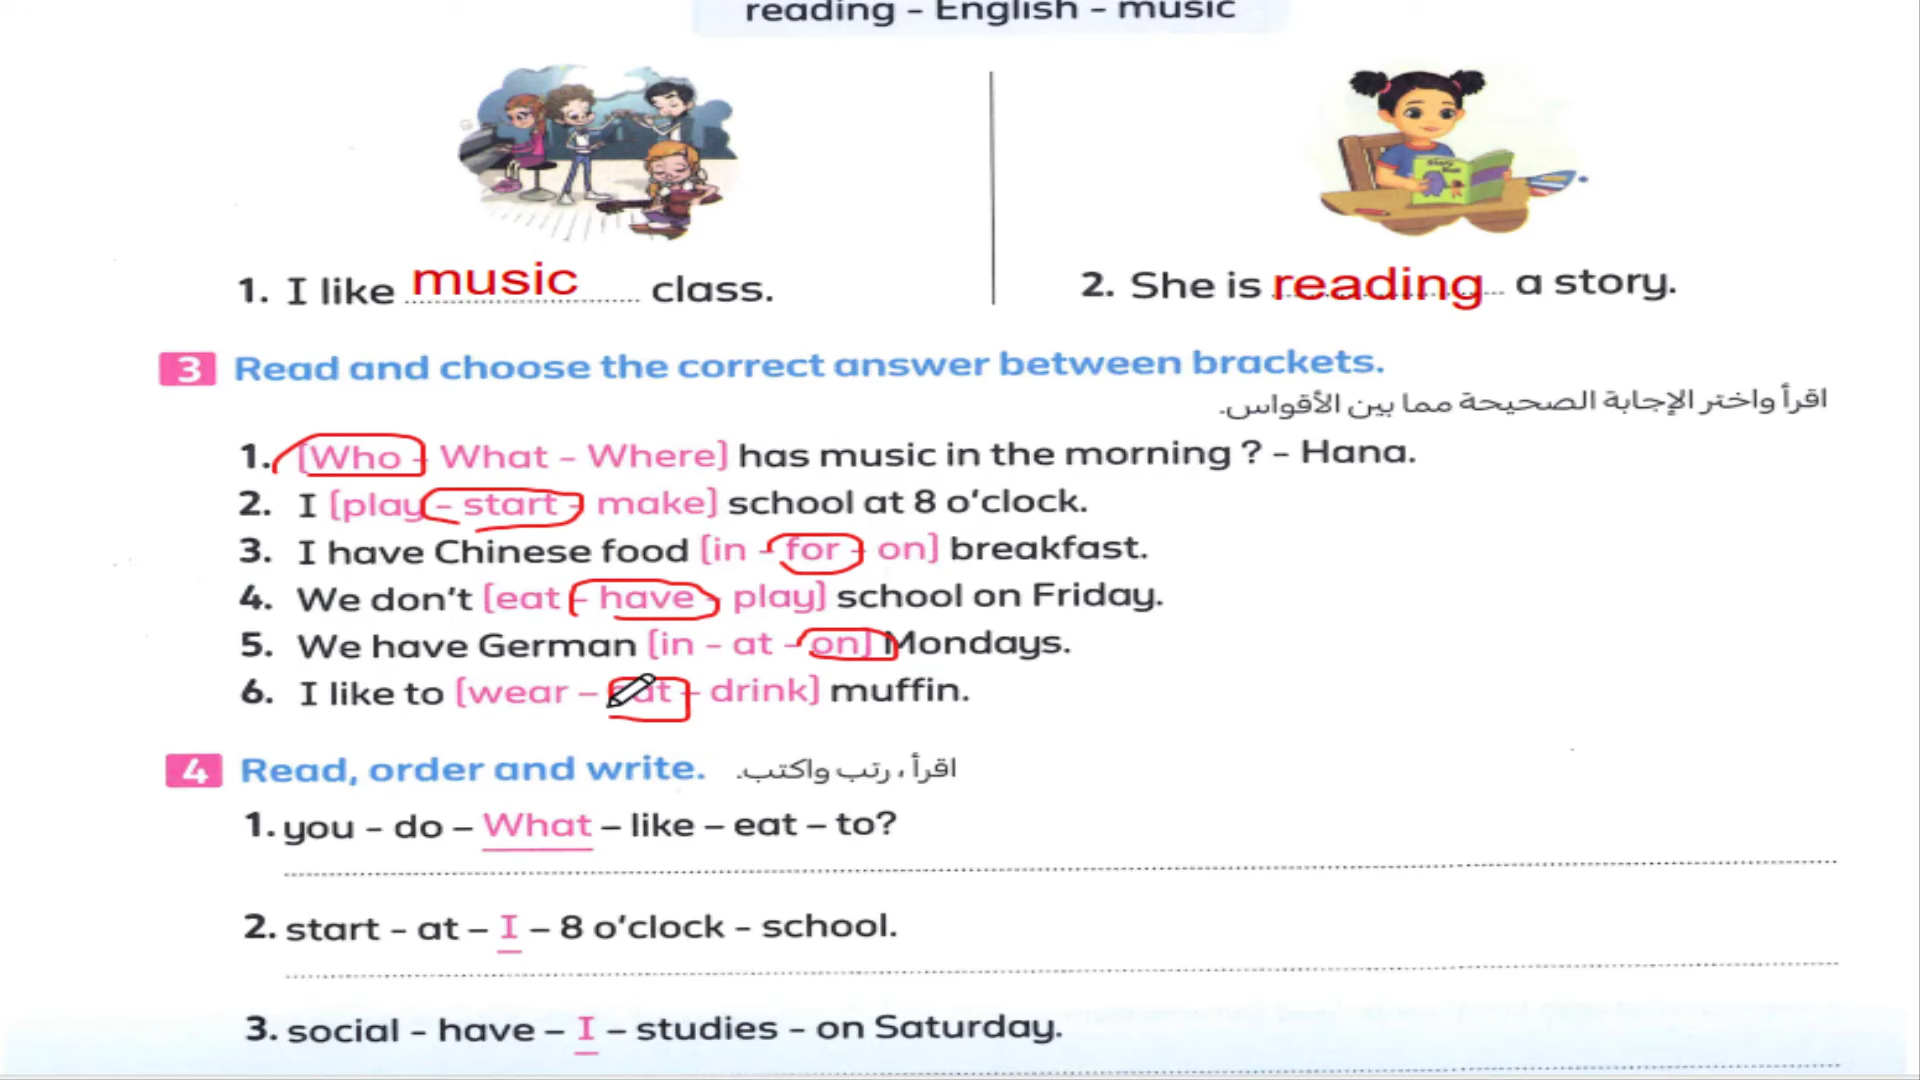 reading - English - music
1. I like music class.
2. She is reading a story.
3 Read and choose the correct answer between brackets.
اقرأ واختر الإجابة الصحيحة مما بين الأقواس.
1. [Who - What - Where] has music in the morning ? - Hana.
2. I [play - start - make] school at 8 o'clock.
3. I have Chinese food [in - for - on] breakfast.
4. We don't [eat - have - play] school on Friday.
5. We have German [in - at - on] Mondays.
6. I like to [wear - eat - drink] muffin.
4 Read, order and write. اقرأ ، رتب واكتب.
1. you - do - What - like - eat - to?
2. start - at - I - 8 o'clock - school.
3. social - have - I - studies - on Saturday.